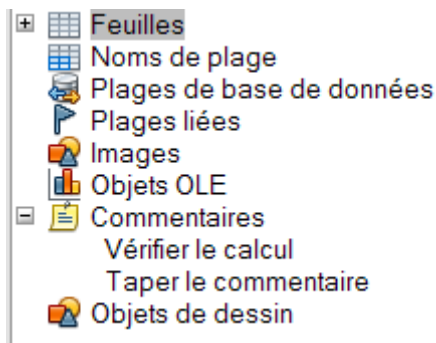 Feuilles
Noms de plage
Plages de base de données
Plages liées
Images
Objets OLE
Commentaires
Vérifier le calcul
Taper le commentaire
Objets de dessin